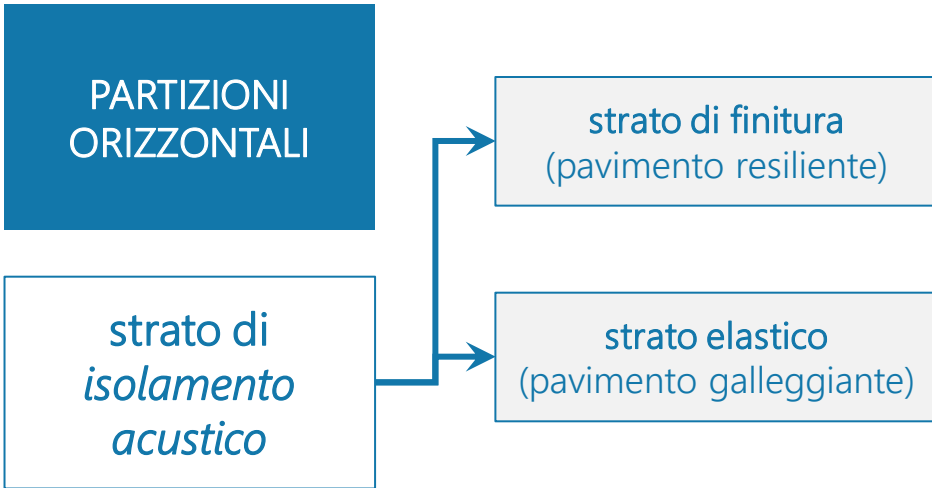 PARTIZIONI
ORIZZONTALI
strato di
isolamento
acustico
strato di finitura
(pavimento resiliente)
strato elastico
(pavimento galleggiante)